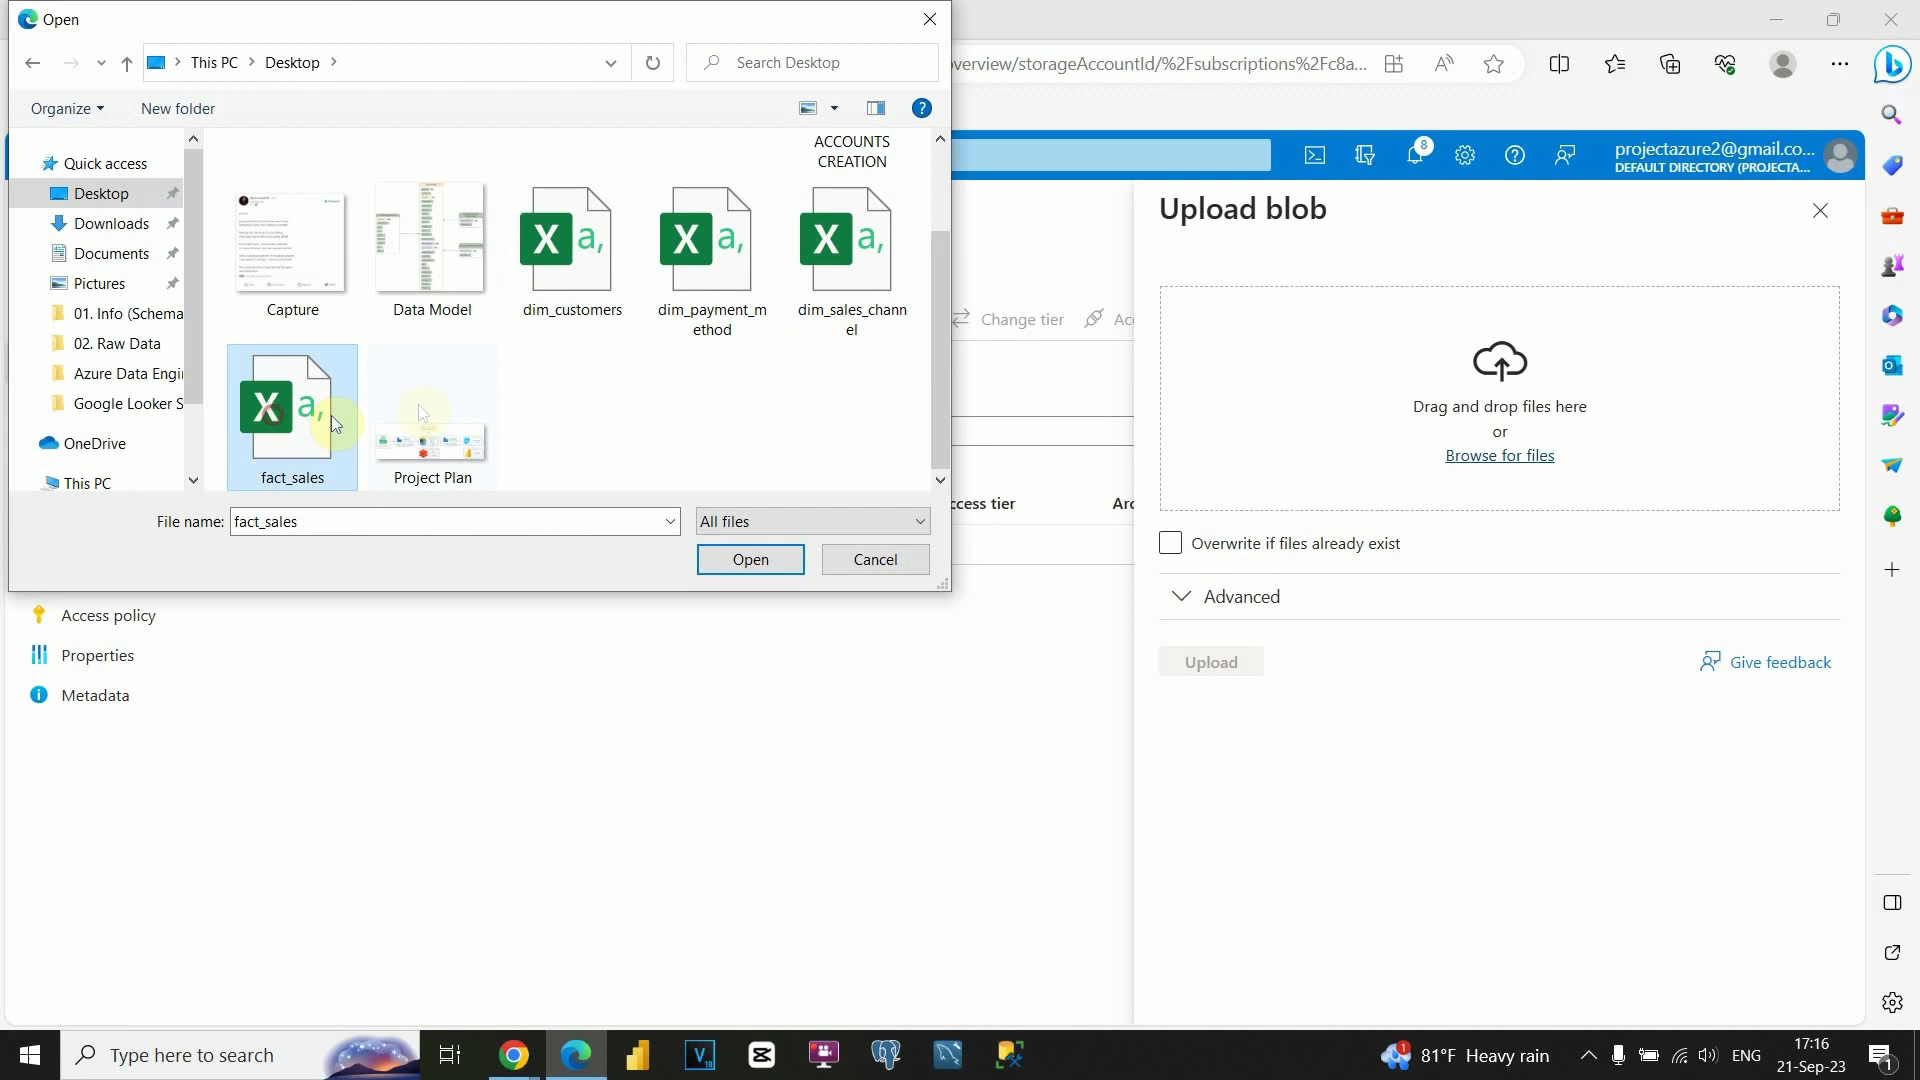 Open
This PC
Desktop
Search Desktop
verview/storageAccountId/%2Fsubscriptions%2Fc8a...
Organize
New folder
ACCOUNTS
CREATION
Quick access
Desktop
Downloads
Documents
Pictures
01. Info (Schema
02. Raw Data
Azure Data Engi
Google Looker S
OneDrive
This PC
Capture
Data Model
dim_customers
dim_payment_m
ethod
dim_sales_chann
el
fact_sales
Project Plan
File name:
fact_sales
All files
Open
Cancel
8
projectazure2@gmail.co...
DEFAULT DIRECTORY (PROJECTA...
Upload blob
Change tier
Ac
ccess tier
Arc
Drag and drop files here
or
Browse for files
Overwrite if files already exist
Advanced
Upload
Give feedback
Access policy
Properties
Metadata
Type here to search
81°F Heavy rain
ENG
17:16
21-Sep-23
1